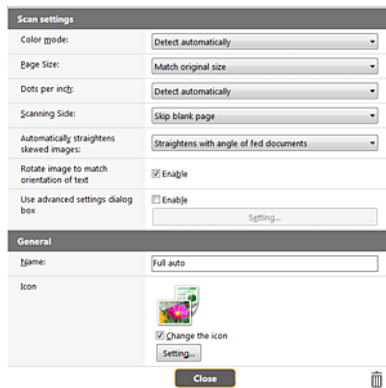 Scan settings
Color mode: Detect automatically
Page Size: Match original size
Dots per inch: Detect automatically
Scanning Side: Skip blank page
Automatically straightens
skewed images: Straightens with angle of fed documents
Rotate image to match
orientation of text Enable
Use advanced settings dialog
box Enable
Setting...
General
Name: Full auto
Icon
Change the icon
Setting...
Close